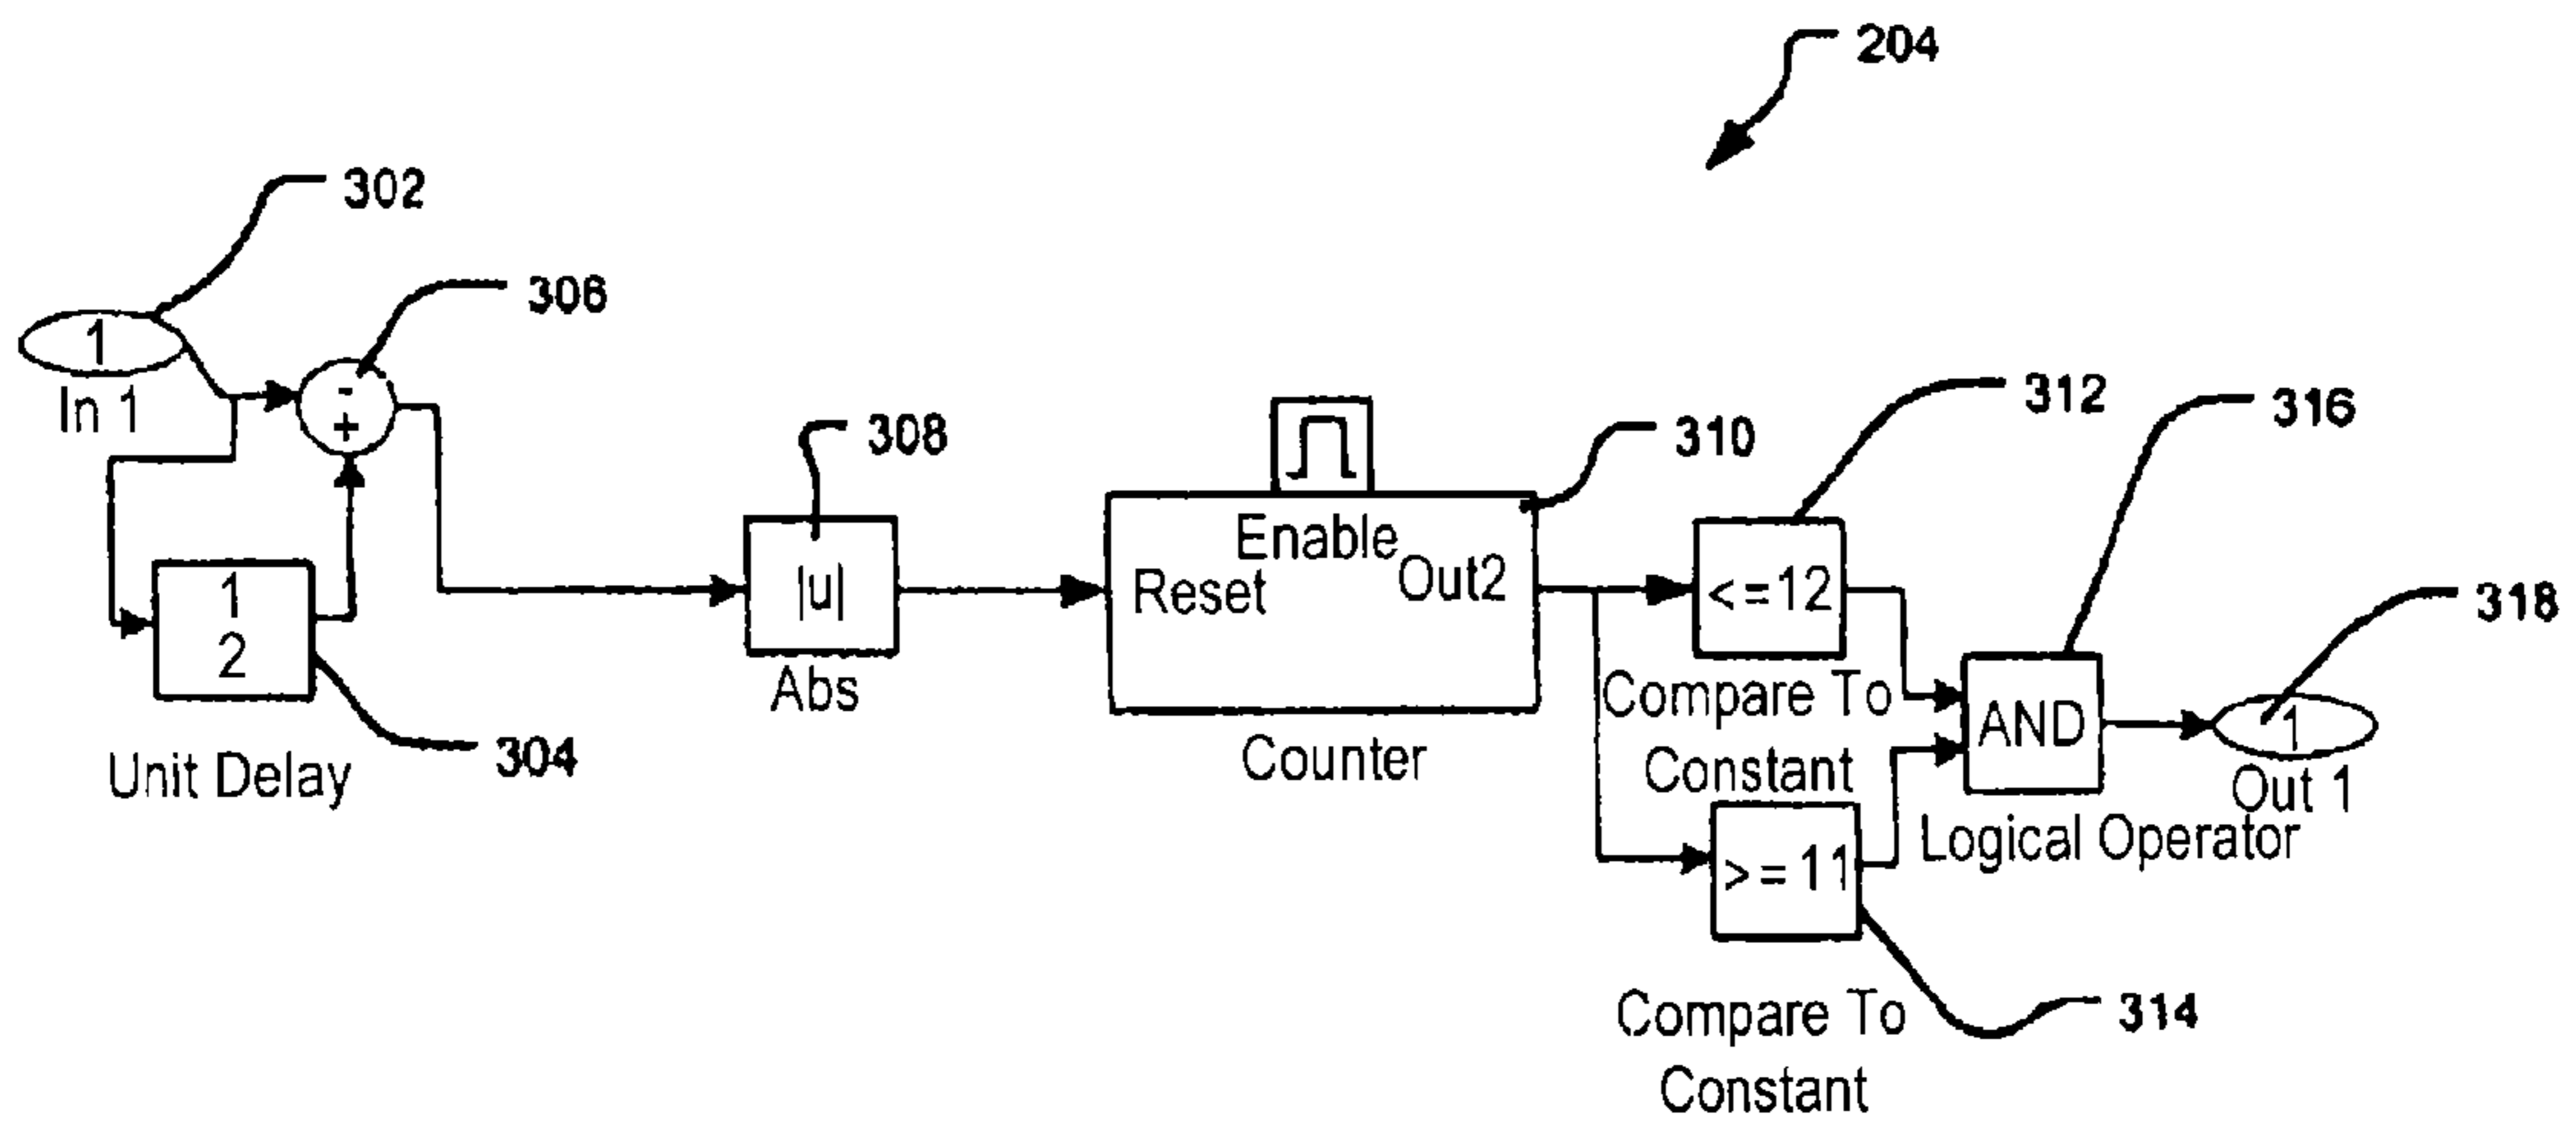 204
302
306
1
In 1
-
+
308
310
312
316
318
1
2
Unit Delay
304
|u|
Abs
Enable
Reset
Out2
Counter
<=12
Compare To
Constant
>=11
Compare To
Constant
314
AND
Logical Operator
1
Out 1